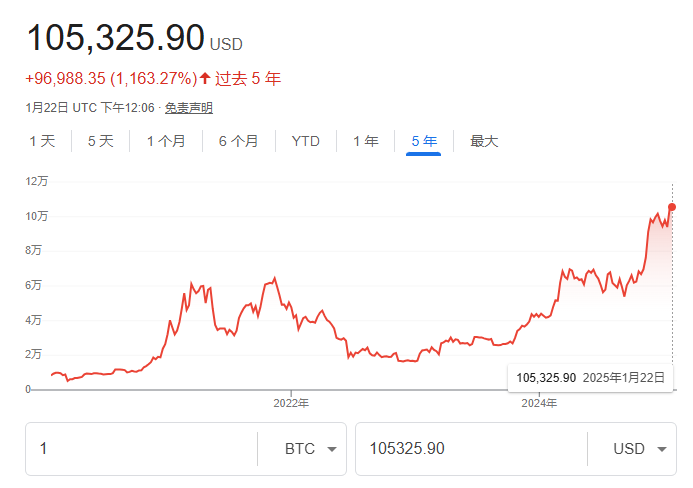 105,325.90 USD
+96,988.35 (1,163.27%)↑ 过去 5 年
1月22日 UTC 下午12:06 · 免责声明
1 天 5 天 1 个月 6 个月 YTD 1 年 5 年 最大
12万
10万
8万
6万
4万
2万
0
105,325.90 2025年1月22日
2022年 2024年
1 BTC 105325.90 USD